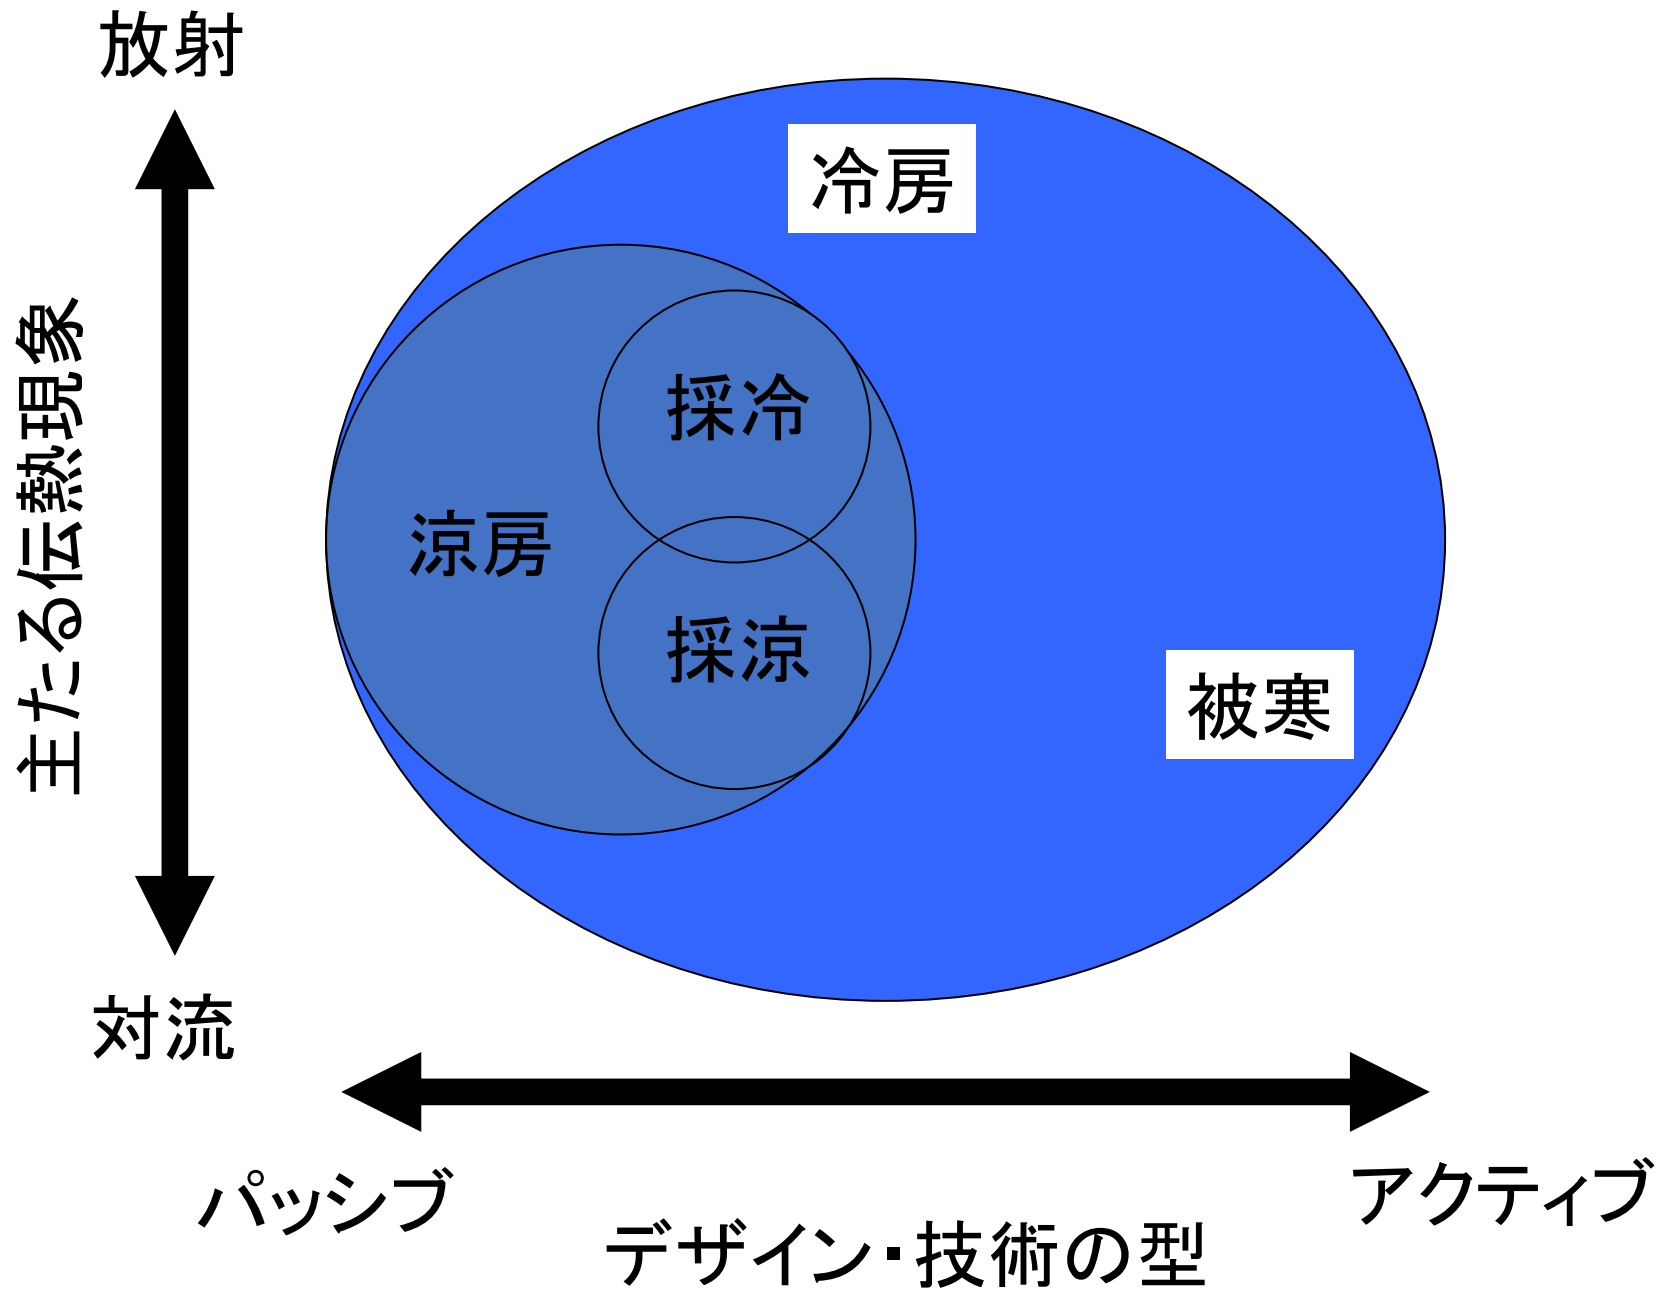 放射
冷房
主たる伝熱現象
採冷
涼房
採涼
被寒
対流
パッシブ
アクティブ
デザイン・技術の型